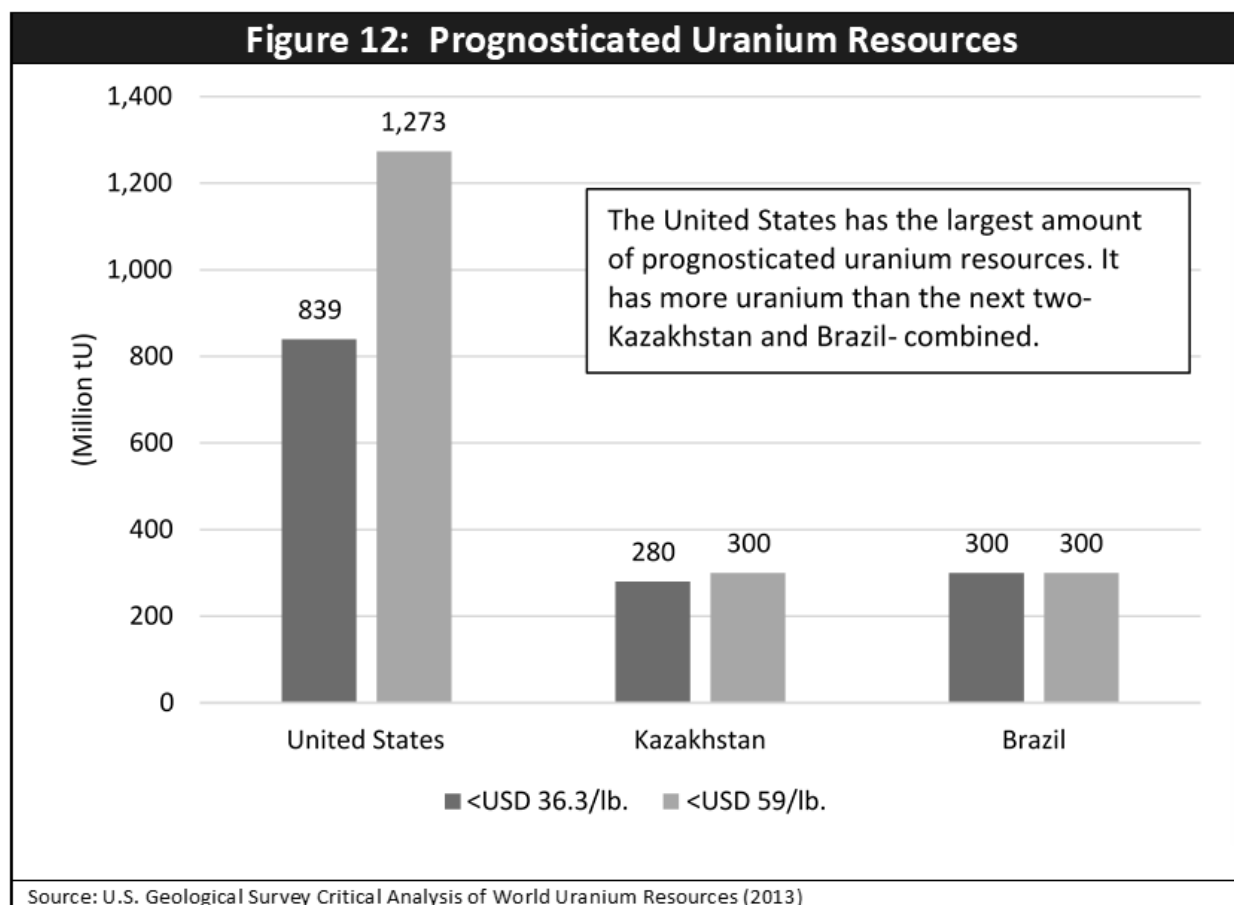 Figure 12: Prognosticated Uranium Resources
1,400
1,200
1,000
800
600
400
200
0
(Million tU)
839
1,273
280
300
300
300
The United States has the largest amount
of prognosticated uranium resources. It
has more uranium than the next two-
Kazakhstan and Brazil- combined.
United States
Kazakhstan
Brazil
<USD 36.3/lb.
<USD 59/lb.
Source: U.S. Geological Survey Critical Analysis of World Uranium Resources (2013)